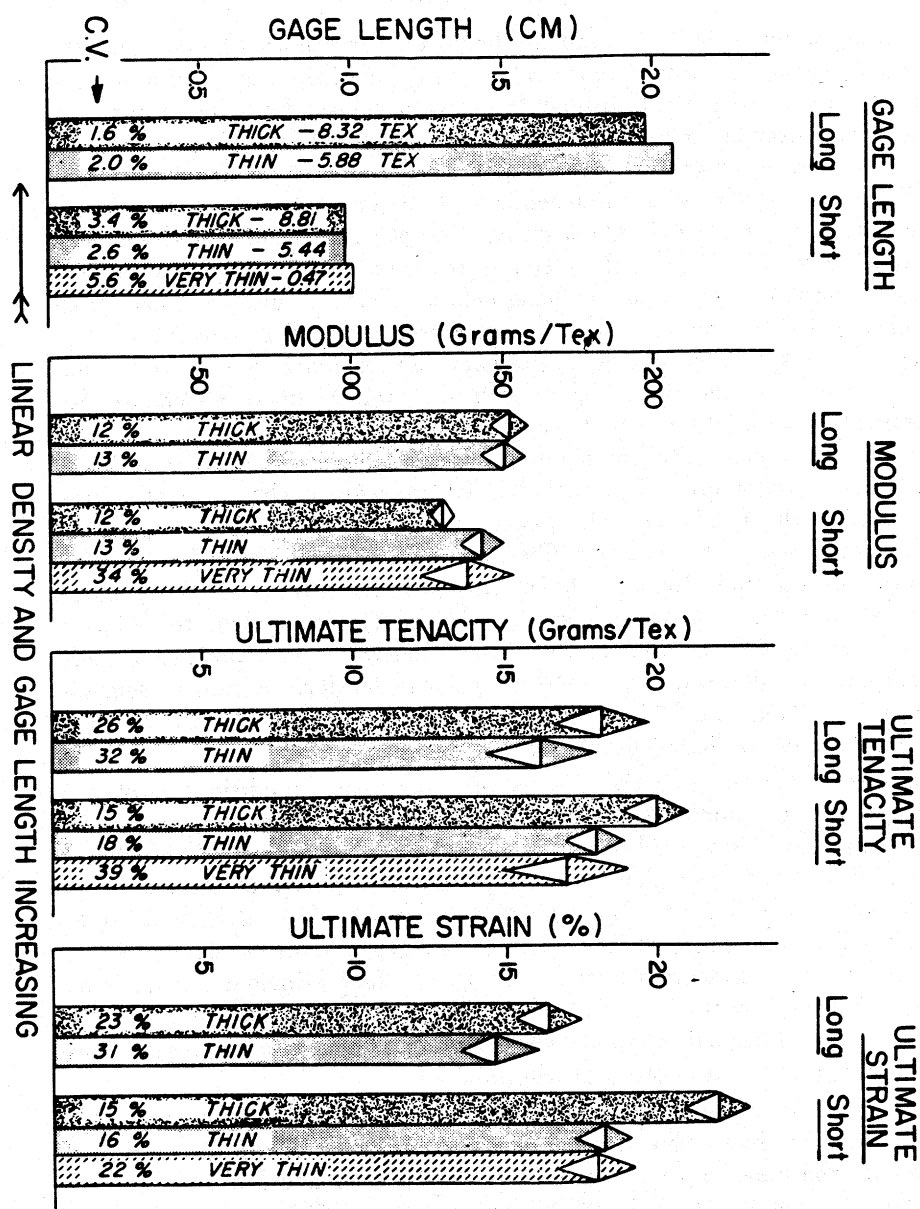 GAGE LENGTH (CM)
C.V.
0.5
1.0
1.5
2.0
GAGE LENGTH
Long
Short
1.6 % THICK - 8.32 TEX
2.0 % THIN - 5.88 TEX
3.4 % THICK - 8.81
2.6 % THIN - 5.44
5.6 % VERY THIN - 0.47
MODULUS (Grams/Tex)
50
100
150
200
MODULUS
Long
Short
12 % THICK
13 % THIN
12 % THICK
13 % THIN
34 % VERY THIN
ULTIMATE TENACITY (Grams/Tex)
5
10
15
20
ULTIMATE
TENACITY
Long
Short
26 % THICK
32 % THIN
15 % THICK
18 % THIN
39 % VERY THIN
ULTIMATE STRAIN (%)
5
10
15
20
ULTIMATE
STRAIN
Long
Short
23 % THICK
31 % THIN
15 % THICK
16 % THIN
22 % VERY THIN
LINEAR DENSITY AND GAGE LENGTH INCREASING